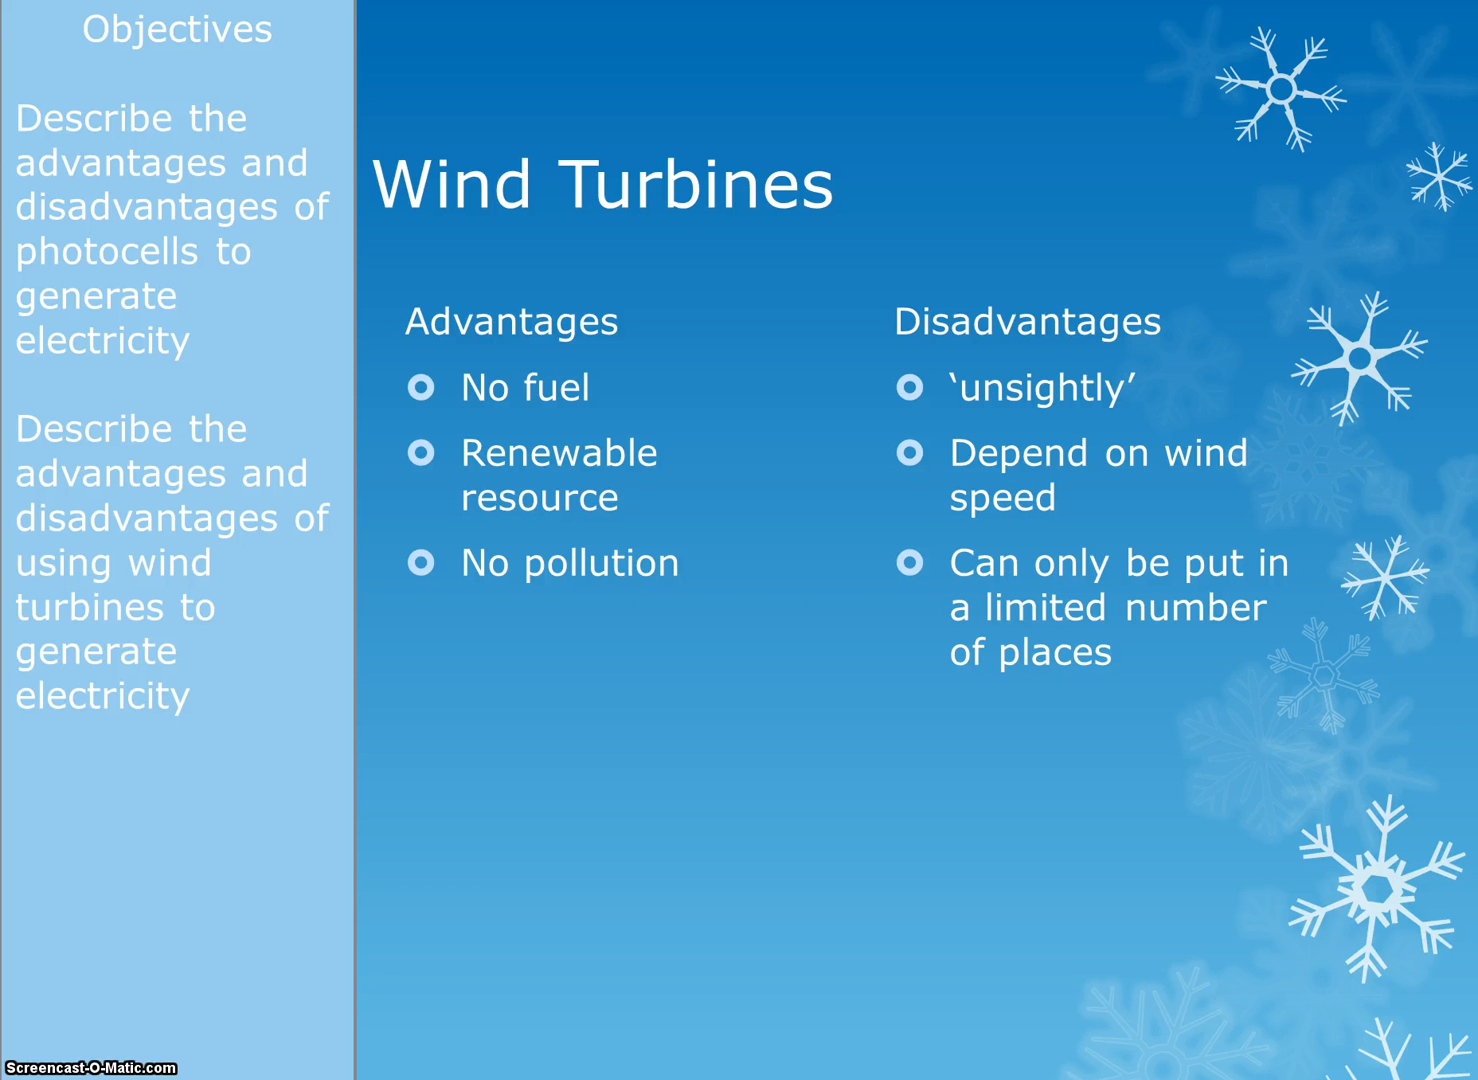 Objectives
Describe the
advantages and
disadvantages of
photocells to
generate
electricity
Describe the
advantages and
disadvantages of
using wind
turbines to
generate
electricity
Wind Turbines
Advantages
No fuel
Renewable
resource
No pollution
Disadvantages
‘unsightly’
Depend on wind
speed
Can only be put in
a limited number
of places
Screencast-O-Matic.com